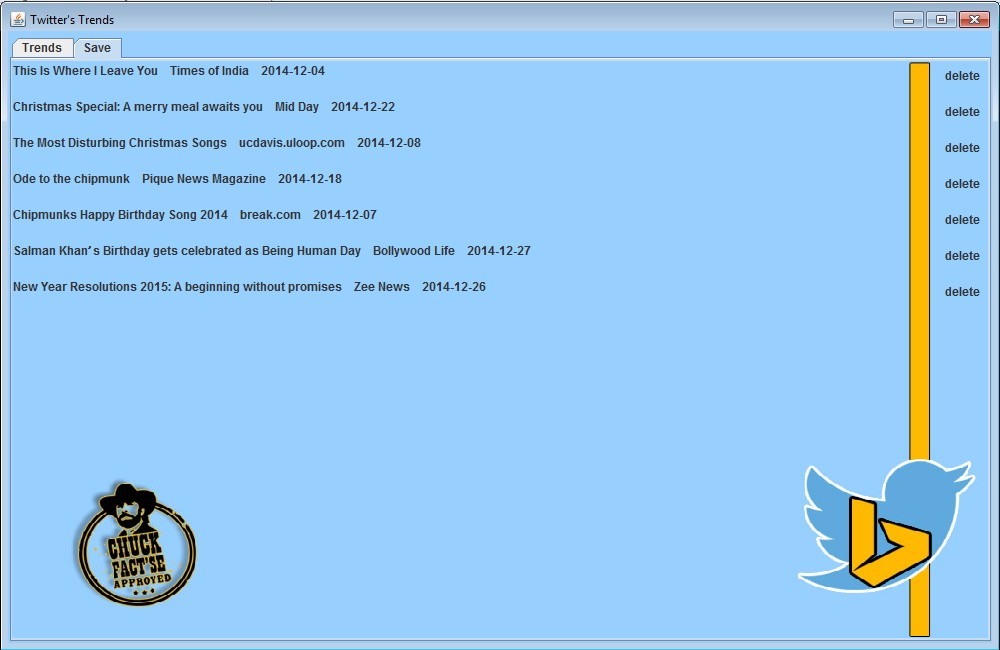 Twitter's Trends
Trends Save
This Is Where I Leave You Times of India 2014-12-04 delete
Christmas Special: A merry meal awaits you Mid Day 2014-12-22 delete
The Most Disturbing Christmas Songs ucdavis.uloop.com 2014-12-08 delete
Ode to the chipmunk Pique News Magazine 2014-12-18 delete
Chipmunks Happy Birthday Song 2014 break.com 2014-12-07 delete
Salman Khan’s Birthday gets celebrated as Being Human Day Bollywood Life 2014-12-27 delete
New Year Resolutions 2015: A beginning without promises Zee News 2014-12-26 delete
CHUCK
FACT'SE
APPROVED